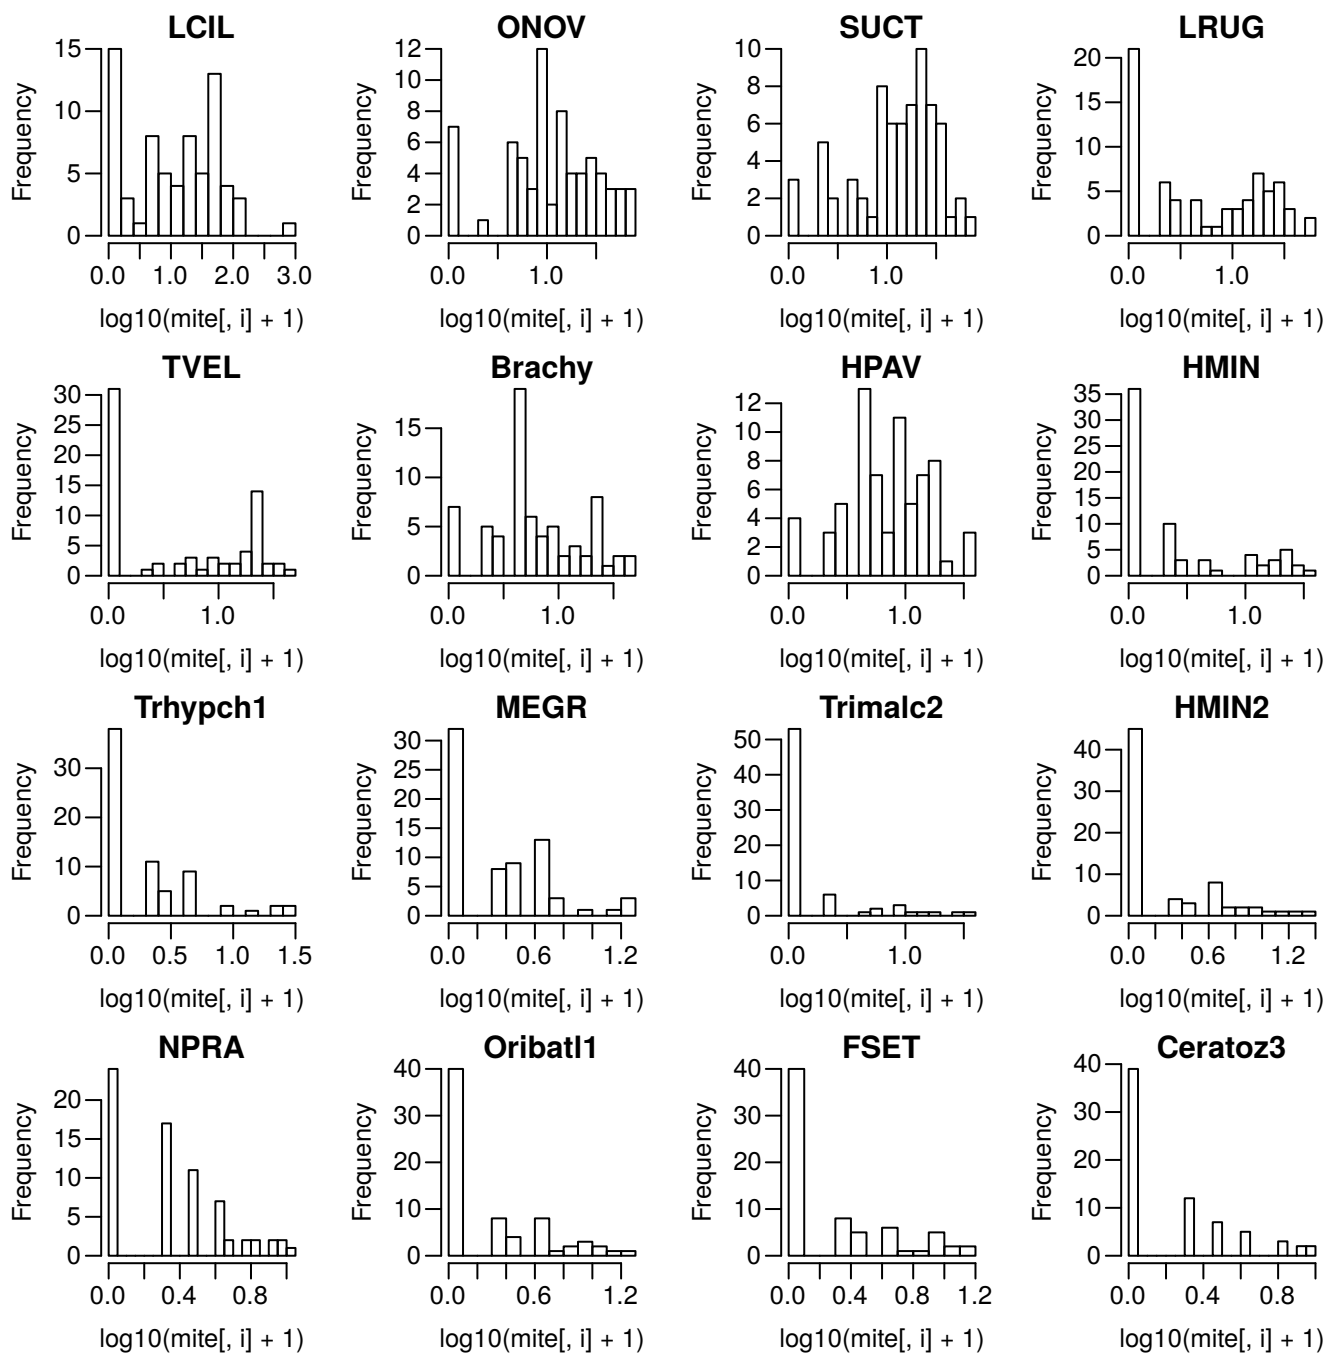 LCIL ONOV SUCT LRUG
Frequency 0 5 10 15
Frequency 0 2 4 6 8 10 12
Frequency 0 2 4 6 8 10
Frequency 0 5 10 15 20
0.0 1.0 2.0 3.0
0.0 1.0
0.0 1.0
0.0 1.0
log10(mite[, i] + 1) log10(mite[, i] + 1) log10(mite[, i] + 1) log10(mite[, i] + 1)
TVEL Brachy HPAV HMIN
Frequency 0 5 10 15 20 25 30
Frequency 0 5 10 15
Frequency 0 2 4 6 8 10 12
Frequency 0 5 10 15 20 25 30 35
0.0 1.0
0.0 1.0
0.0 1.0
0.0 1.0
log10(mite[, i] + 1) log10(mite[, i] + 1) log10(mite[, i] + 1) log10(mite[, i] + 1)
Trhypch1 MEGR Trimalc2 HMIN2
Frequency 0 10 20 30
Frequency 0 5 10 15 20 25 30
Frequency 0 10 20 30 40 50
Frequency 0 10 20 30 40
0.0 0.5 1.0 1.5
0.0 0.6 1.2
0.0 1.0
0.0 0.6 1.2
log10(mite[, i] + 1) log10(mite[, i] + 1) log10(mite[, i] + 1) log10(mite[, i] + 1)
NPRA Oribatl1 FSET Ceratoz3
Frequency 0 5 10 15 20
Frequency 0 10 20 30 40
Frequency 0 10 20 30 40
Frequency 0 10 20 30 40
0.0 0.4 0.8
0.0 0.6 1.2
0.0 0.4 0.8 1.2
0.0 0.4 0.8
log10(mite[, i] + 1) log10(mite[, i] + 1) log10(mite[, i] + 1) log10(mite[, i] + 1)